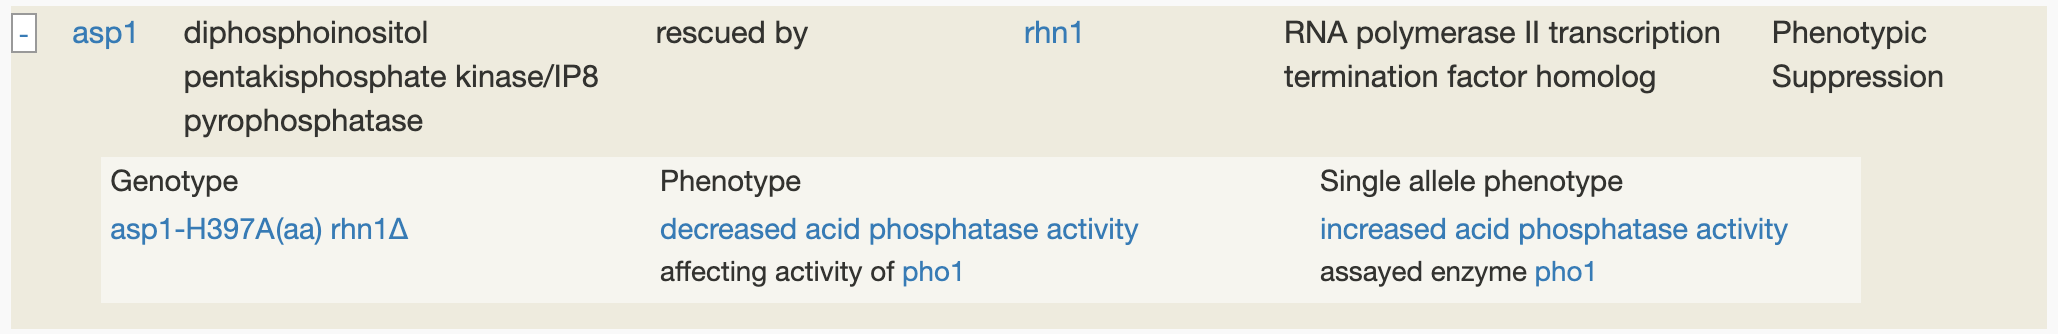 - asp1 diphosphoinositol rescued by rhn1 RNA polymerase II transcription Phenotypic
pentakisphosphate kinase/IP8 termination factor homolog Suppression
pyrophosphatase
Genotype Phenotype Single allele phenotype
asp1-H397A(aa) rhn1Δ decreased acid phosphatase activity increased acid phosphatase activity
affecting activity of pho1 assayed enzyme pho1